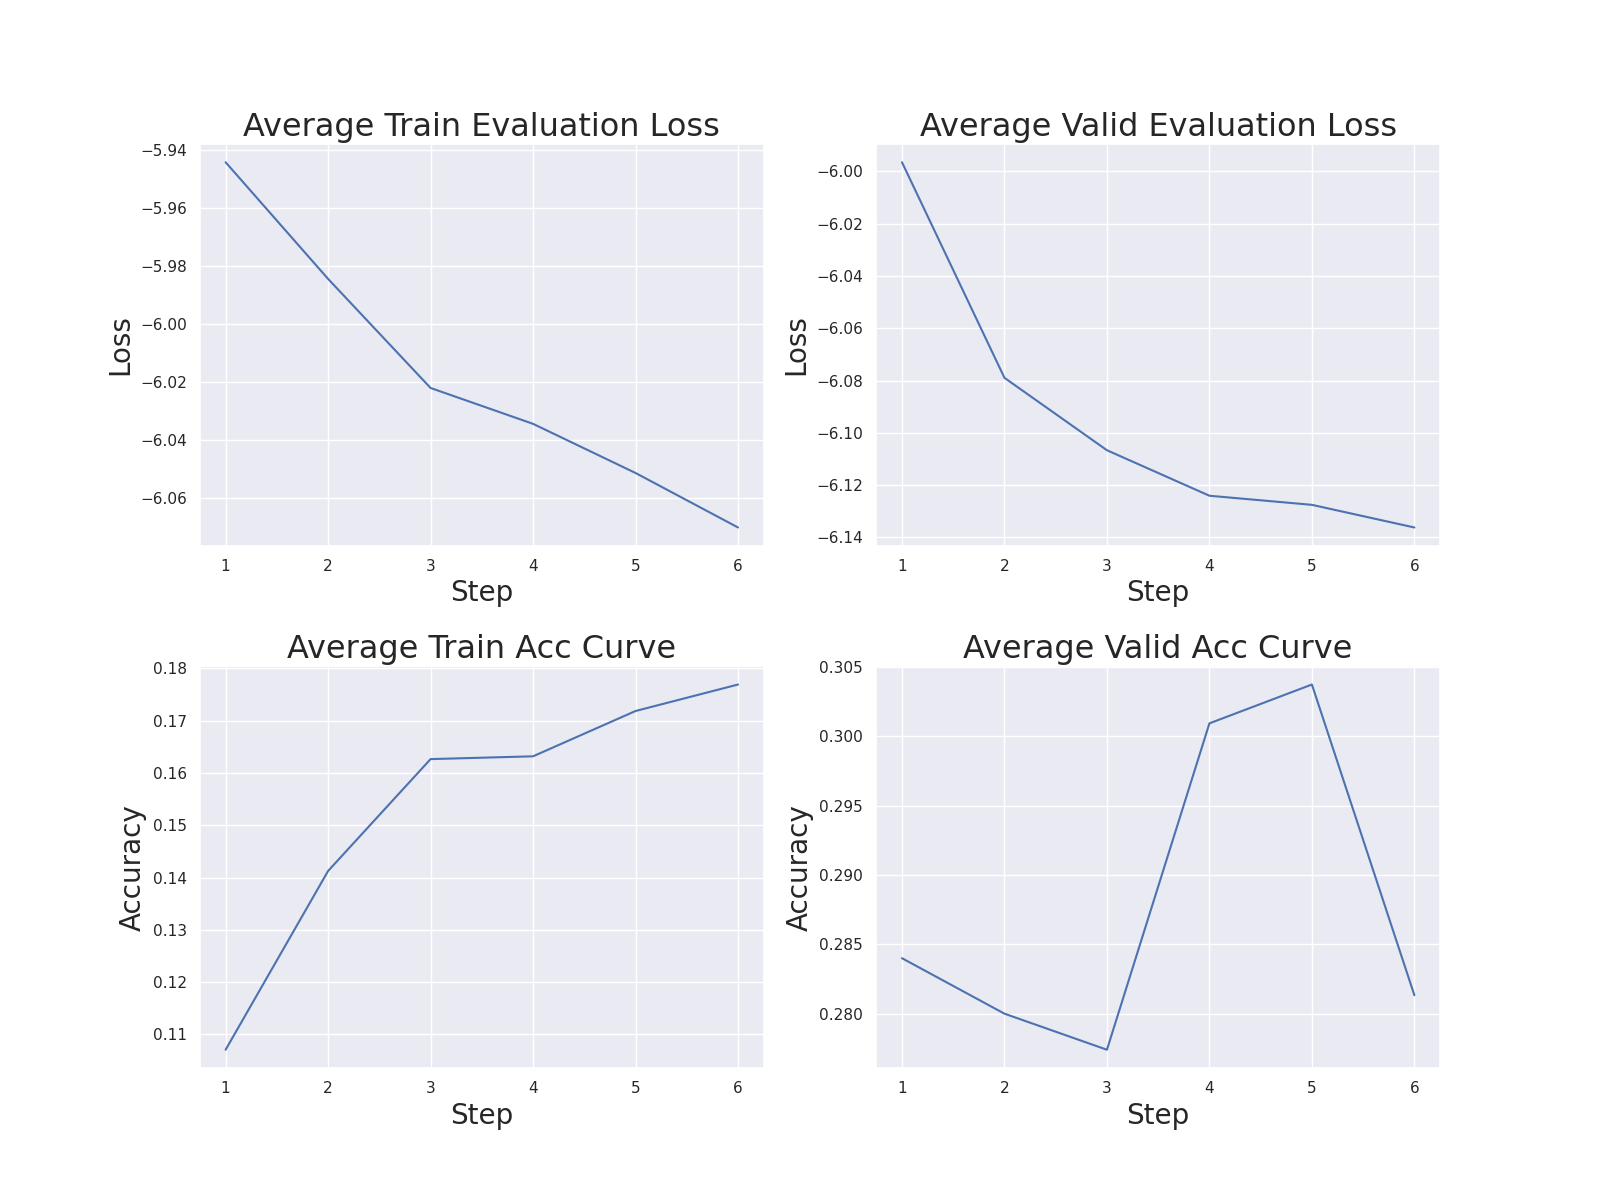 Average Train Evaluation Loss
−5.94
−5.96
−5.98
−6.00
−6.02
−6.04
−6.06
Loss
1 2 3 4 5 6
Step
Average Valid Evaluation Loss
−6.00
−6.02
−6.04
−6.06
−6.08
−6.10
−6.12
−6.14
Loss
1 2 3 4 5 6
Step
Average Train Acc Curve
0.18
0.17
0.16
0.15
0.14
0.13
0.12
0.11
Accuracy
1 2 3 4 5 6
Step
Average Valid Acc Curve
0.305
0.300
0.295
0.290
0.285
0.280
Accuracy
1 2 3 4 5 6
Step